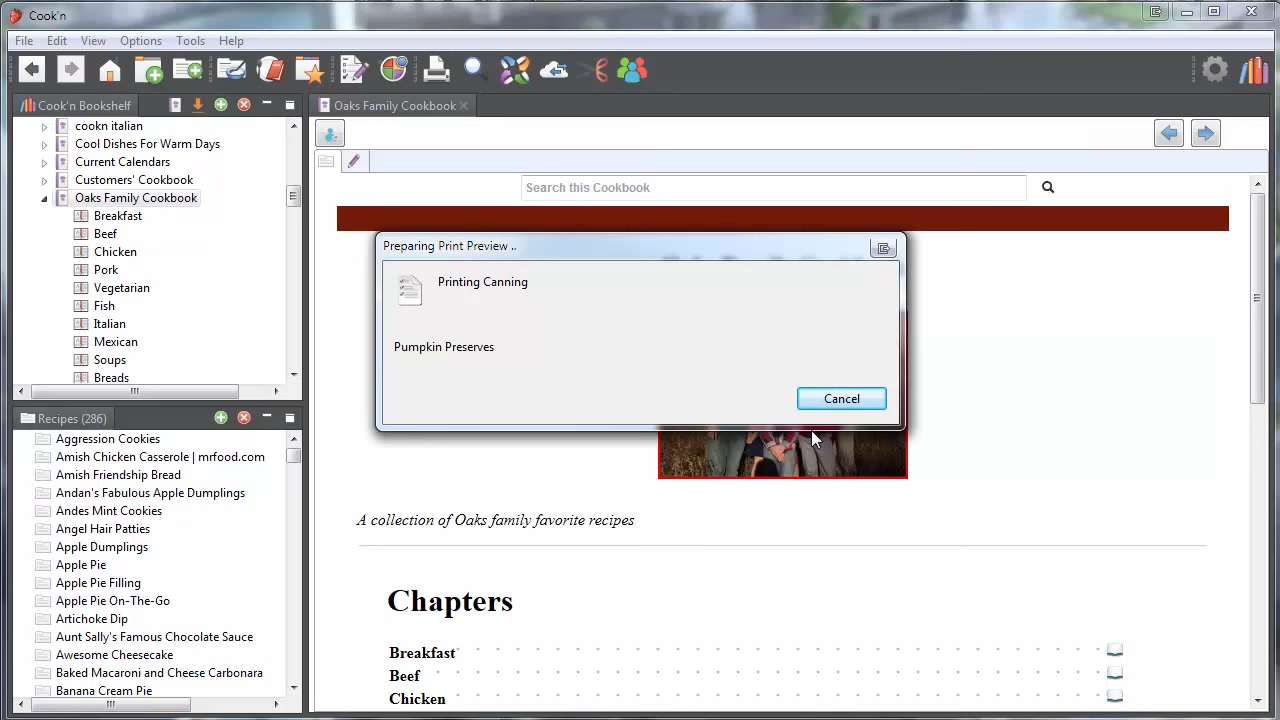 Cook'n
File Edit View Options Tools Help
Cook'n Bookshelf
cookn italian
Cool Dishes For Warm Days
Current Calendars
Customers' Cookbook
Oaks Family Cookbook
Breakfast
Beef
Chicken
Pork
Vegetarian
Fish
Italian
Mexican
Soups
Breads
Recipes (286)
Aggression Cookies
Amish Chicken Casserole | mrfood.com
Amish Friendship Bread
Andan's Fabulous Apple Dumplings
Andes Mint Cookies
Angel Hair Patties
Apple Dumplings
Apple Pie
Apple Pie Filling
Apple Pie On-The-Go
Artichoke Dip
Aunt Sally's Famous Chocolate Sauce
Awesome Cheesecake
Baked Macaroni and Cheese Carbonara
Banana Cream Pie
Oaks Family Cookbook
Search this Cookbook
Preparing Print Preview ..
Printing Canning
Pumpkin Preserves
Cancel
A collection of Oaks family favorite recipes
Chapters
Breakfast
Beef
Chicken